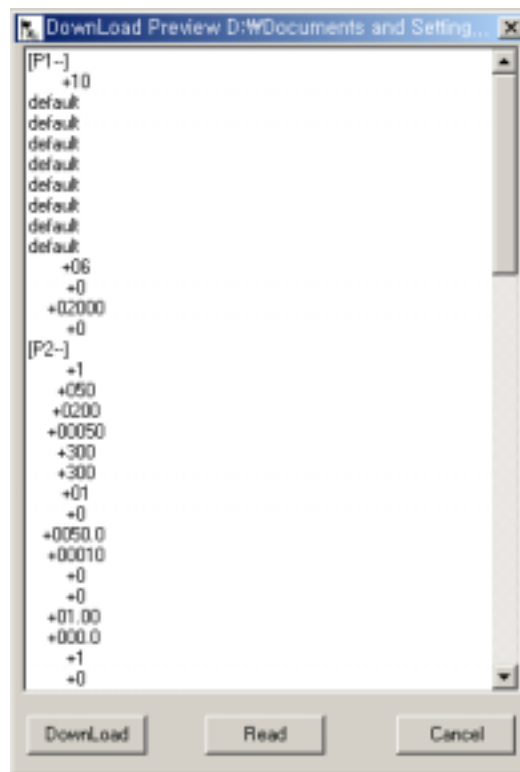 DownLoad Preview D:₩Documents and Setting...
[P1--]
+10
default
default
default
default
default
default
default
default
+06
+0
+02000
+0
[P2--]
+1
+050
+0200
+00050
+300
+300
+01
+0
+0050.0
+00010
+0
+0
+01.00
+000.0
+1
+0
DownLoad
Read
Cancel